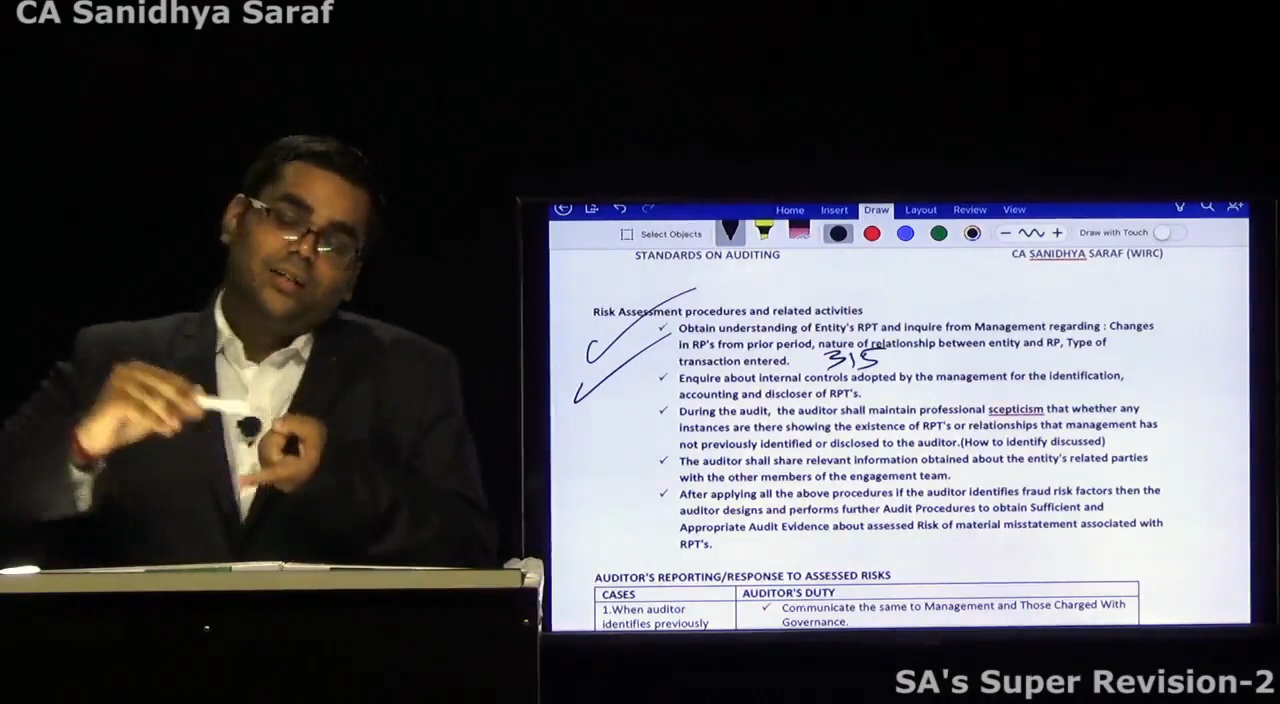 CA Sanidhya Saraf
Home Insert Draw Layout Review View
Select Objects
Draw with Touch
STANDARDS ON AUDITING CA SANIDHYA SARAF (WIRC)
Risk Assessment procedures and related activities
✓ Obtain understanding of Entity's RPT and inquire from Management regarding : Changes
in RP's from prior period, nature of relationship between entity and RP, Type of
transaction entered.
315
✓ Enquire about internal controls adopted by the management for the identification,
accounting and discloser of RPT's.
✓ During the audit, the auditor shall maintain professional scepticism that whether any
instances are there showing the existence of RPT's or relationships that management has
not previously identified or disclosed to the auditor.(How to identify discussed)
✓ The auditor shall share relevant information obtained about the entity's related parties
with the other members of the engagement team.
✓ After applying all the above procedures if the auditor identifies fraud risk factors then the
auditor designs and performs further Audit Procedures to obtain Sufficient and
Appropriate Audit Evidence about assessed Risk of material misstatement associated with
RPT's.
AUDITOR'S REPORTING/RESPONSE TO ASSESSED RISKS
CASES AUDITOR'S DUTY
1.When auditor
identifies previously
✓ Communicate the same to Management and Those Charged With
Governance.
SA's Super Revision-2